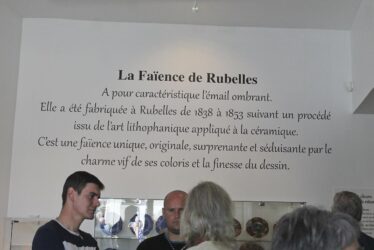 La Faïence de Rubelles
A pour caractéristique l'émail ombrant.
Elle a été fabriquée à Rubelles de 1838 à 1853 suivant un procédé
issu de l'art lithophanique appliqué à la céramique.
C'est une faïence unique, originale, surprenante et séduisante par le
charme vif de ses coloris et la finesse du dessin.